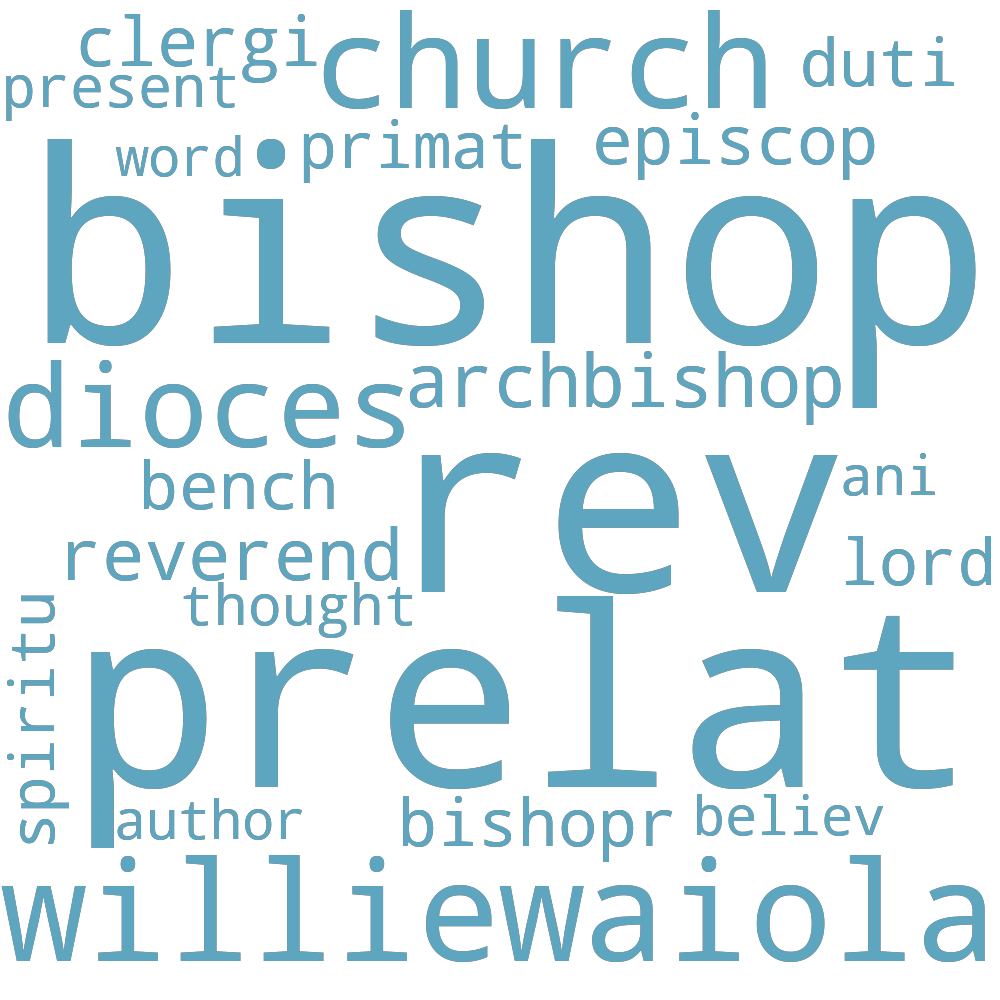 clergi church duti
present
word • primat episcop
bishop
dioces archbishop
bench rev ani
reverend lord
thought
spiritu
prelat
author bishopr believ
williewaiola